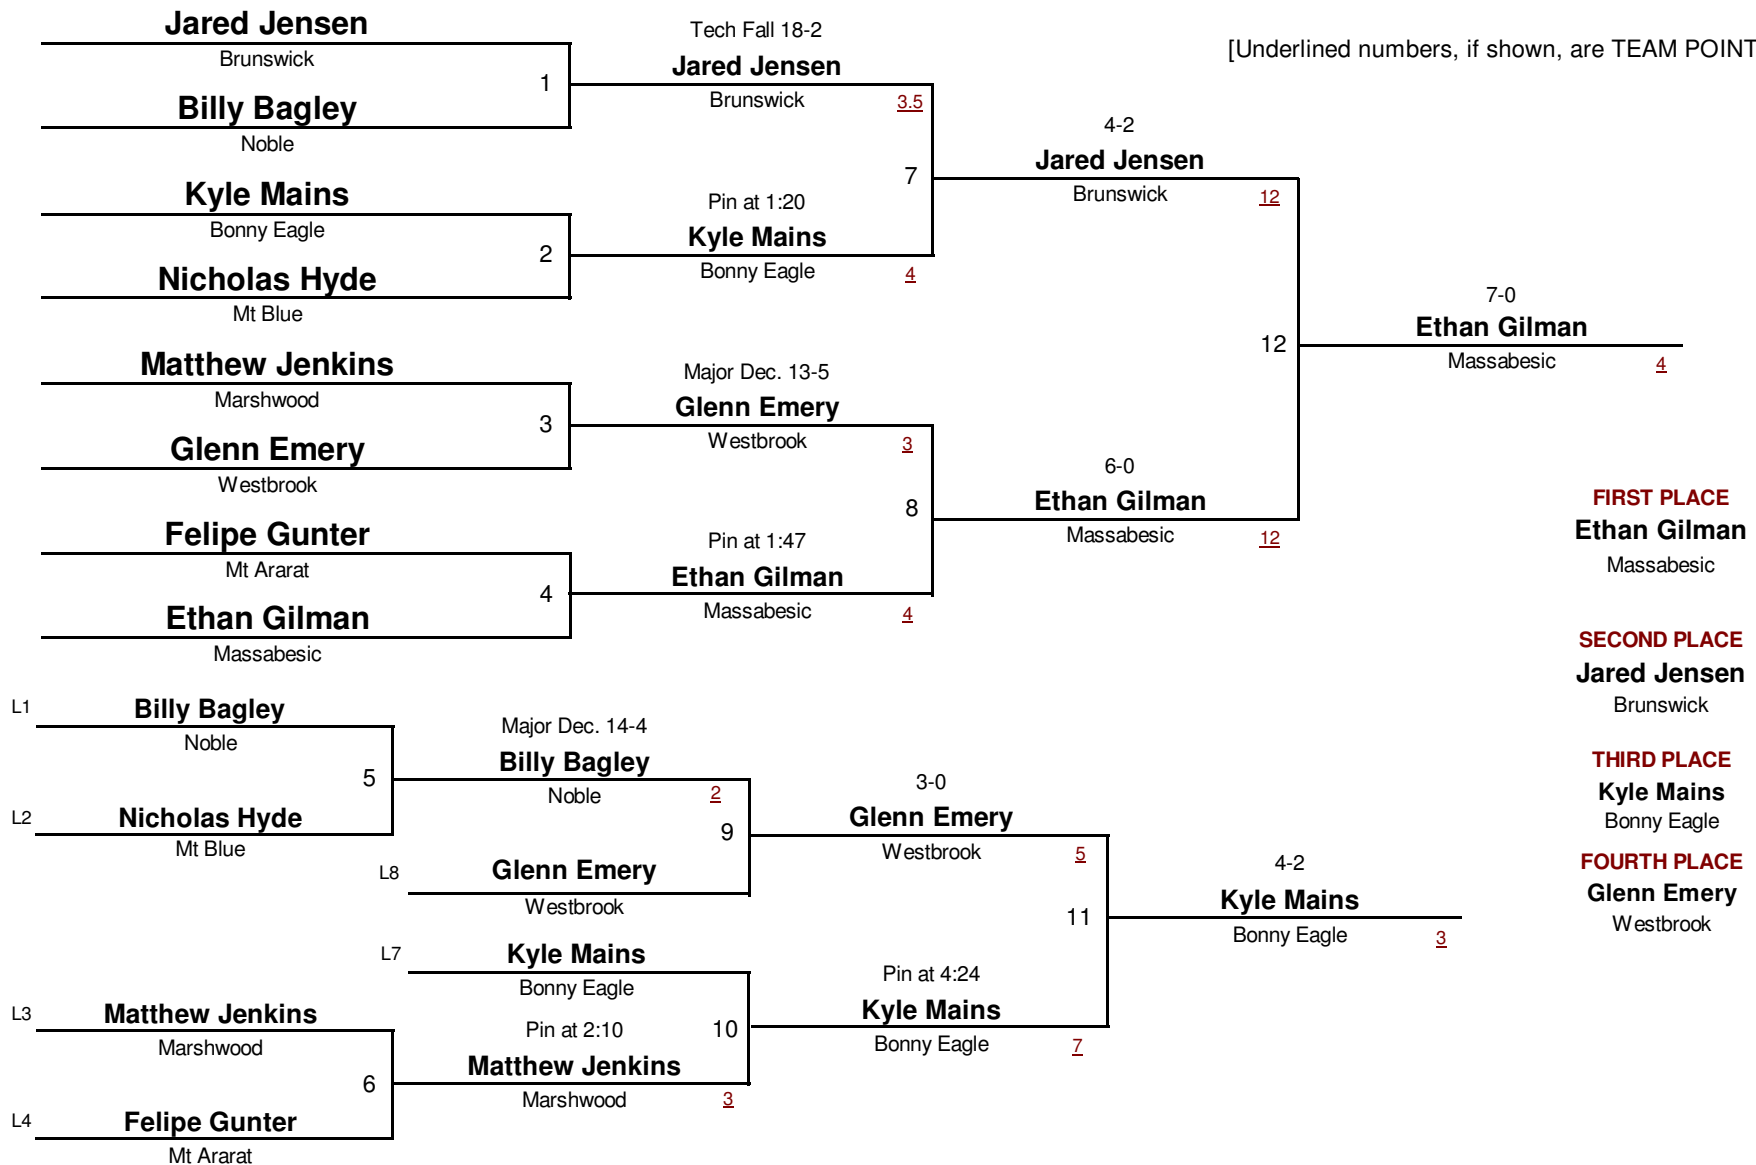 Jared Jensen
Brunswick
1
Billy Bagley
Noble
Kyle Mains
Bonny Eagle
2
Nicholas Hyde
Mt Blue
Matthew Jenkins
Marshwood
3
Glenn Emery
Westbrook
Felipe Gunter
Mt Ararat
4
Ethan Gilman
Massabesic
Tech Fall 18-2
Jared Jensen
Brunswick 3.5
7
Pin at 1:20
Kyle Mains
Bonny Eagle 4
Major Dec. 13-5
Glenn Emery
Westbrook 3
8
Pin at 1:47
Ethan Gilman
Massabesic 4
[Underlined numbers, if shown, are TEAM POINT
4-2
Jared Jensen
Brunswick 12
12
6-0
Ethan Gilman
Massabesic 12
7-0
Ethan Gilman
Massabesic 4
L1 Billy Bagley
Noble
5
L2 Nicholas Hyde
Mt Blue
Major Dec. 14-4
Billy Bagley
Noble 2
9
L8 Glenn Emery
Westbrook
L7 Kyle Mains
Bonny Eagle
10
L3 Matthew Jenkins
Marshwood
6
L4 Felipe Gunter
Mt Ararat
Pin at 2:10
Matthew Jenkins
Marshwood 3
3-0
Glenn Emery
Westbrook 5
11
Pin at 4:24
Kyle Mains
Bonny Eagle 7
4-2
Kyle Mains
Bonny Eagle 3
FIRST PLACE
Ethan Gilman
Massabesic
SECOND PLACE
Jared Jensen
Brunswick
THIRD PLACE
Kyle Mains
Bonny Eagle
FOURTH PLACE
Glenn Emery
Westbrook